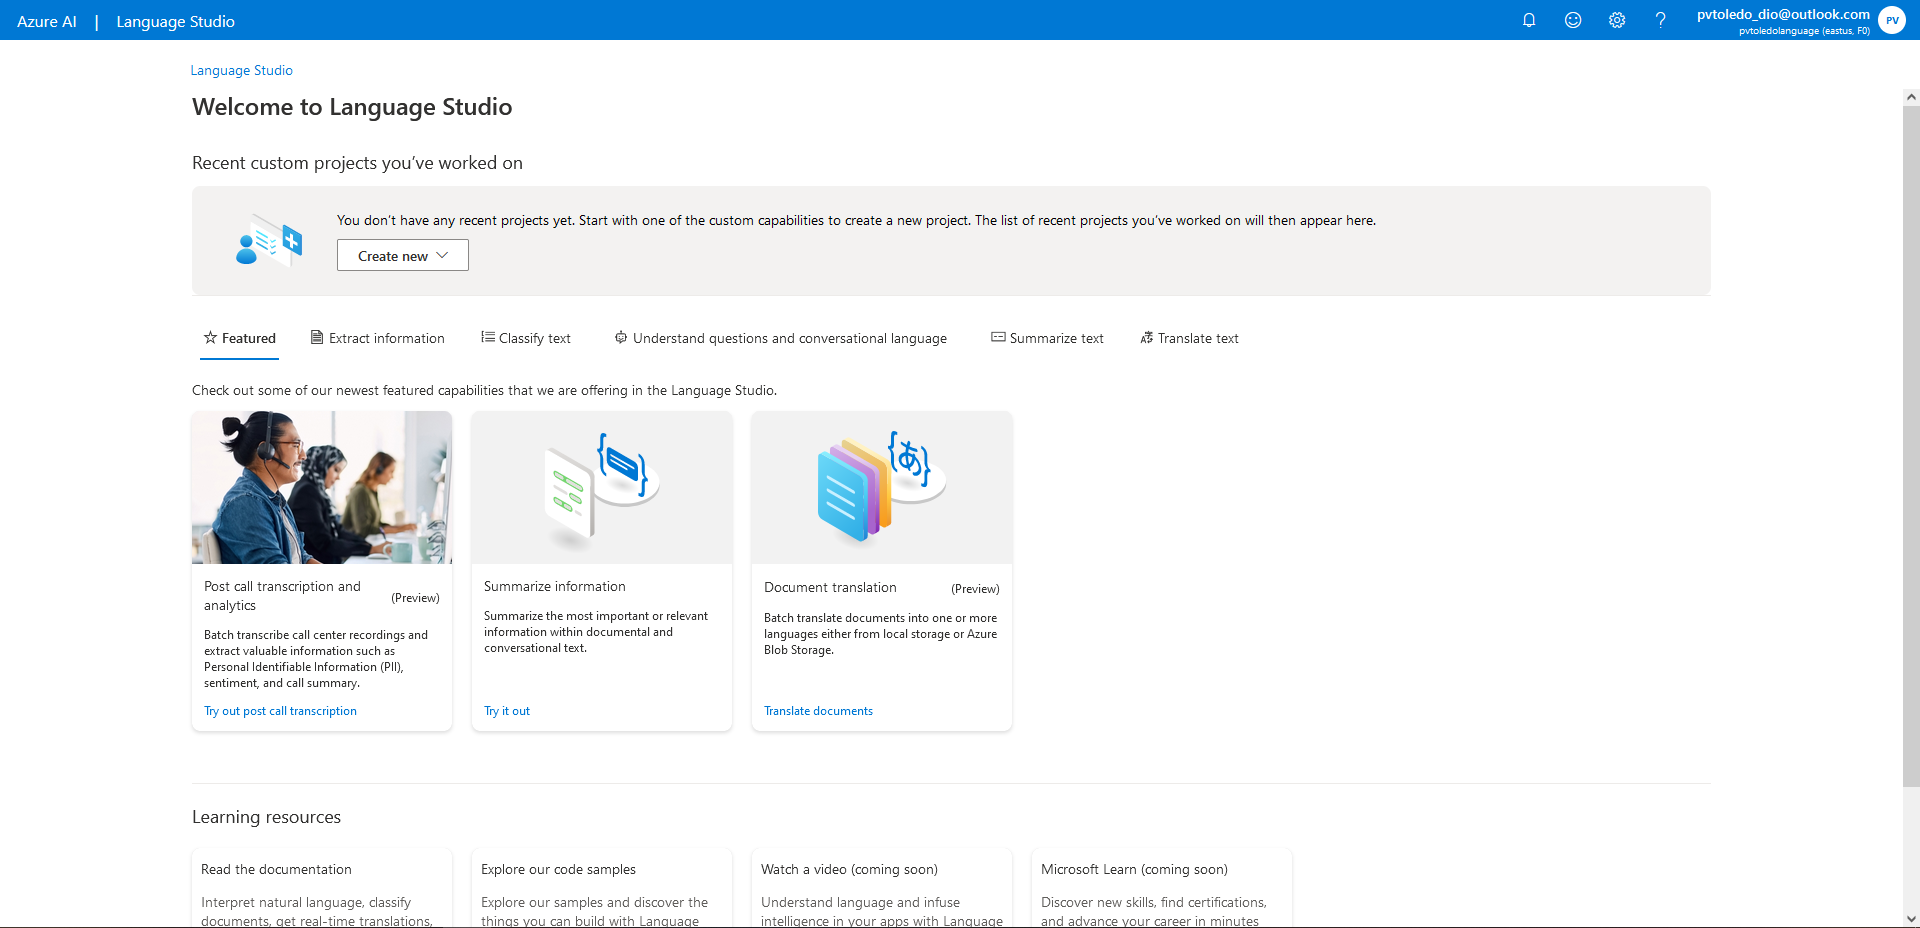 Azure AI | Language Studio
pvtoledo_dio@outlook.com
pvtoledolanguage (eastus, F0)
PV
Language Studio
Welcome to Language Studio
Recent custom projects you've worked on
You don't have any recent projects yet. Start with one of the custom capabilities to create a new project. The list of recent projects you've worked on will then appear here.
Create new
Featured
Extract information
Classify text
Understand questions and conversational language
Summarize text
Translate text
Check out some of our newest featured capabilities that we are offering in the Language Studio.
Post call transcription and
analytics
(Preview)
Batch transcribe call center recordings and
extract valuable information such as
Personal Identifiable Information (PII),
sentiment, and call summary.
Try out post call transcription
Summarize information
Summarize the most important or relevant
information within documental and
conversational text.
Try it out
あ
Document translation
(Preview)
Batch translate documents into one or more
languages either from local storage or Azure
Blob Storage.
Translate documents
Learning resources
Read the documentation
Interpret natural language, classify
documents, get real-time translations,
Explore our code samples
Explore our samples and discover the
things you can build with Language
Watch a video (coming soon)
Understand language and infuse
intelligence in your apps with Language
Microsoft Learn (coming soon)
Discover new skills, find certifications,
and advance your career in minutes